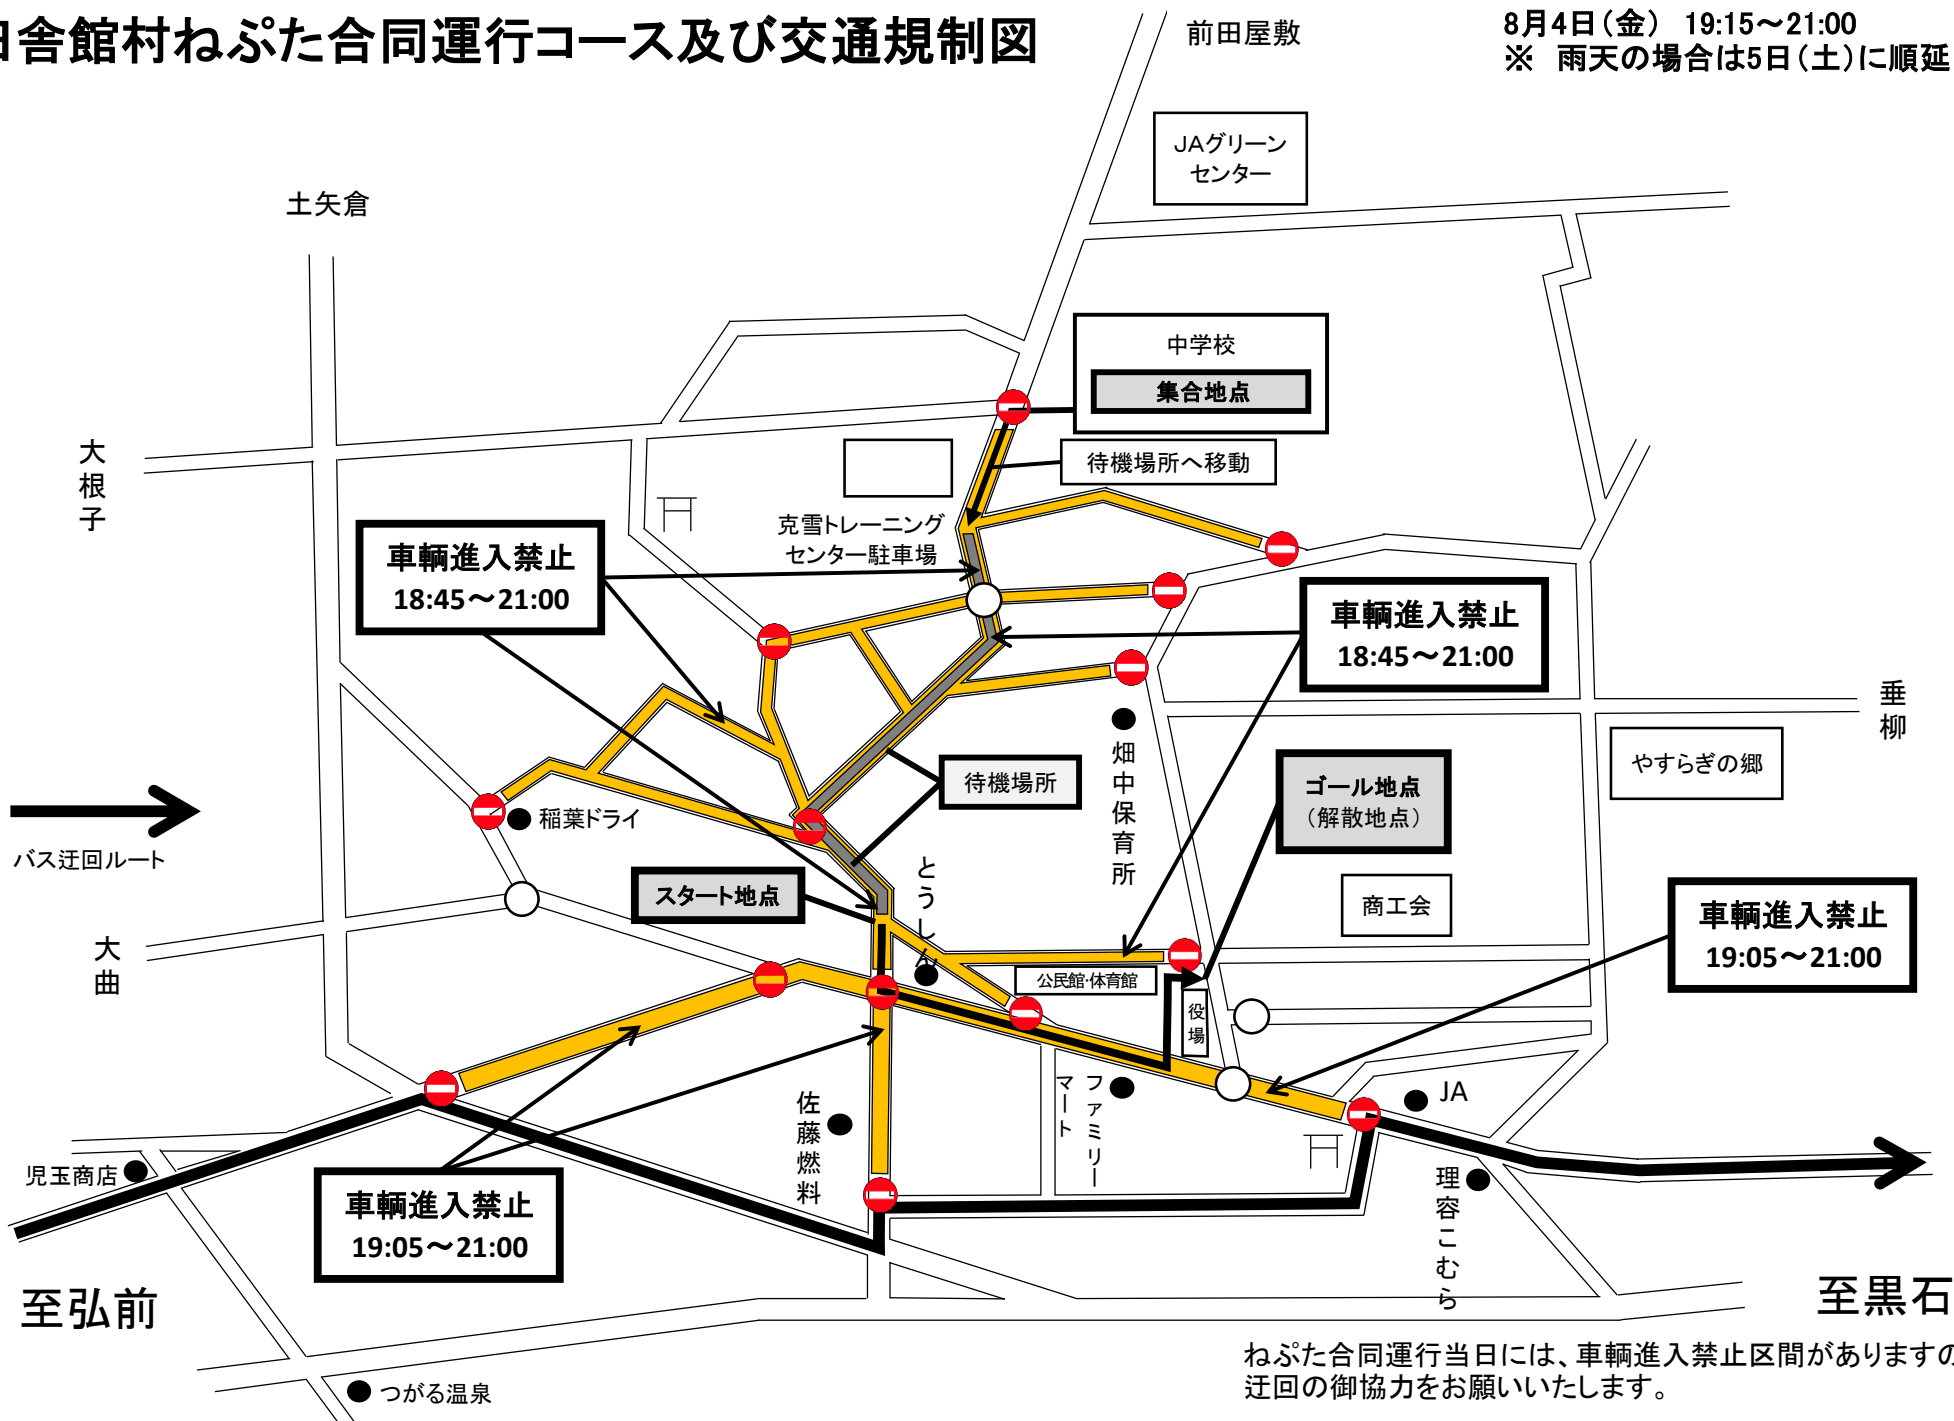 舎館村ねぷた合同運行コース及び交通規制図
8月4日(金) 19:15～21:00
※ 雨天の場合は5日(土)に順延
前田屋敷
JAグリーン
センター
土矢倉
中学校
集合地点
待機場所へ移動
大根子
克雪トレーニング
センター駐車場
車輌進入禁止
18:45～21:00
車輌進入禁止
18:45～21:00
垂柳
やすらぎの郷
畑中保育所
待機場所
ゴール地点
(解散地点)
稲葉ドライ
バス迂回ルート
とうしん
スタート地点
商工会
車輌進入禁止
19:05～21:00
大曲
公民館・体育館
役場
ファミリー
マート
JA
佐藤燃料
児玉商店
車輌進入禁止
19:05～21:00
理容こむら
至弘前
至黒石
ねぷた合同運行当日には、車輌進入禁止区間がありますの
迂回の御協力をお願いいたします。
つがる温泉